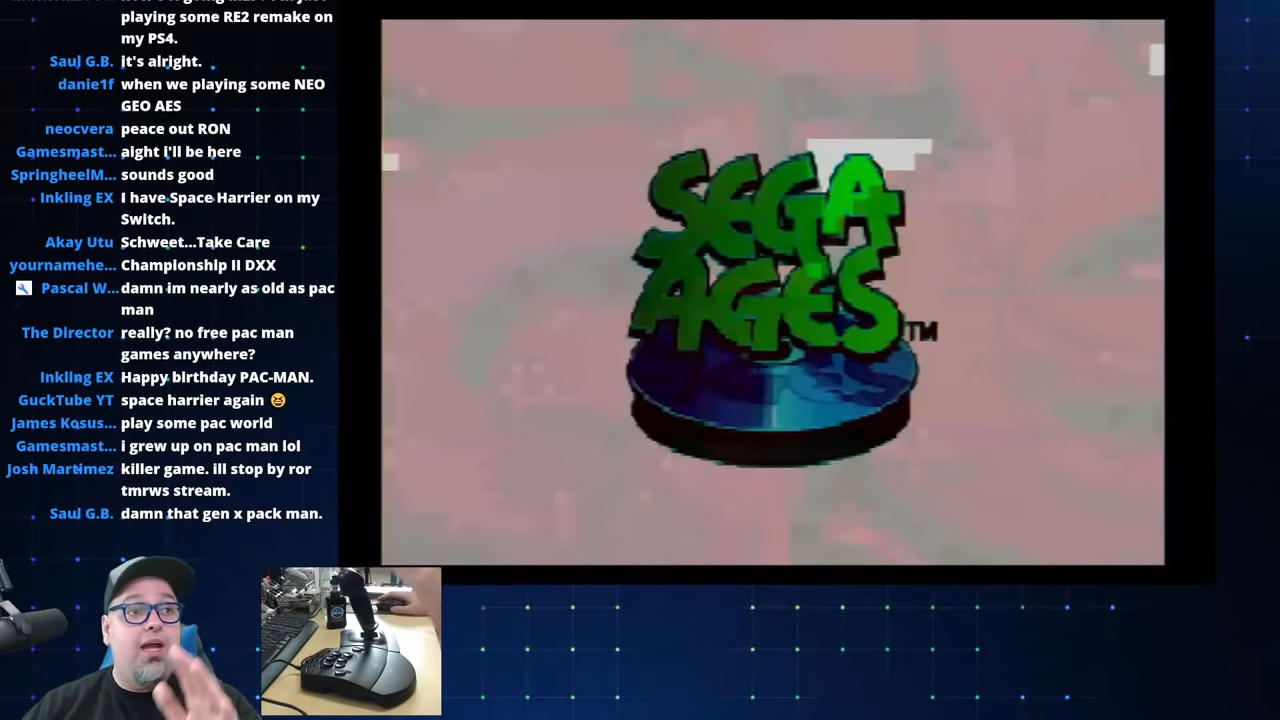 playing some RE2 remake on
my PS4.
Saul G.B. it's alright.
danie1f when we playing some NEO
GEO AES
neocvera peace out RON
Gamesmast... aight i'll be here
SpringheelM... sounds good
Inkling EX I have Space Harrier on my
Switch.
Akay Utu Schweet...Take Care
yournamehe... Championship II DXX
Pascal W... damn im nearly as old as pac
man
The Director really? no free pac man
games anywhere?
Inkling EX Happy birthday PAC-MAN.
GuckTube YT space harrier again 😆
James Kosus... play some pac world
Gamesmast... i grew up on pac man lol
Josh Martimez killer game. ill stop by ror
tmrws stream.
Saul G.B. damn that gen x pack man.
SEGA
AGES™